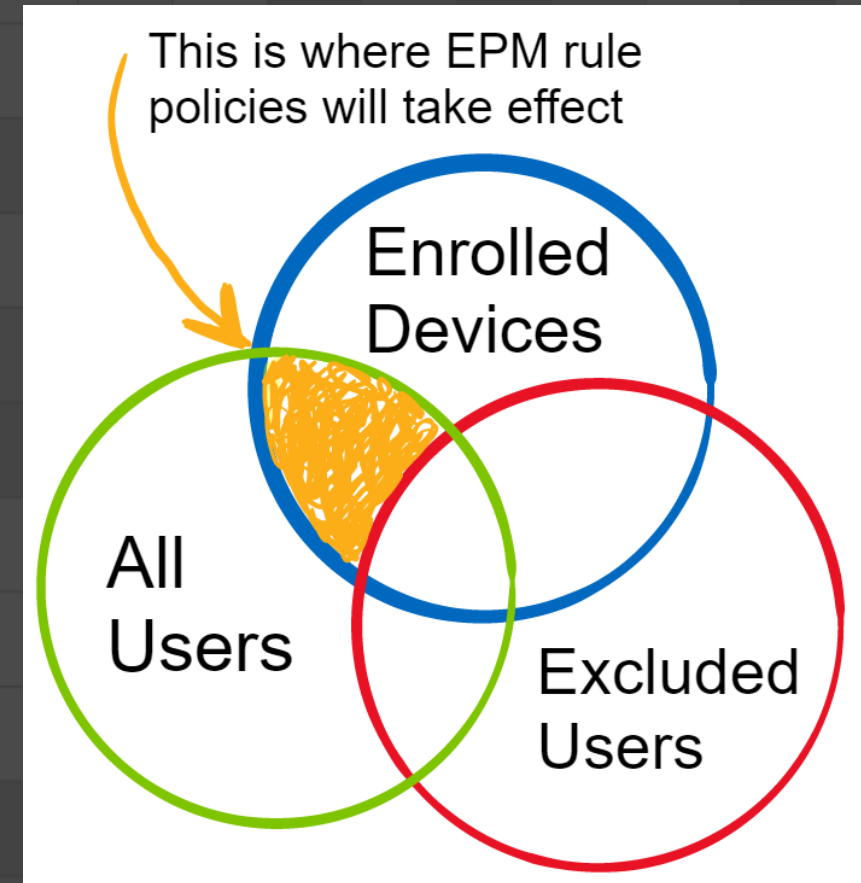 This is where EPM rule
policies will take effect
Enrolled
Devices
All
Users
Excluded
Users